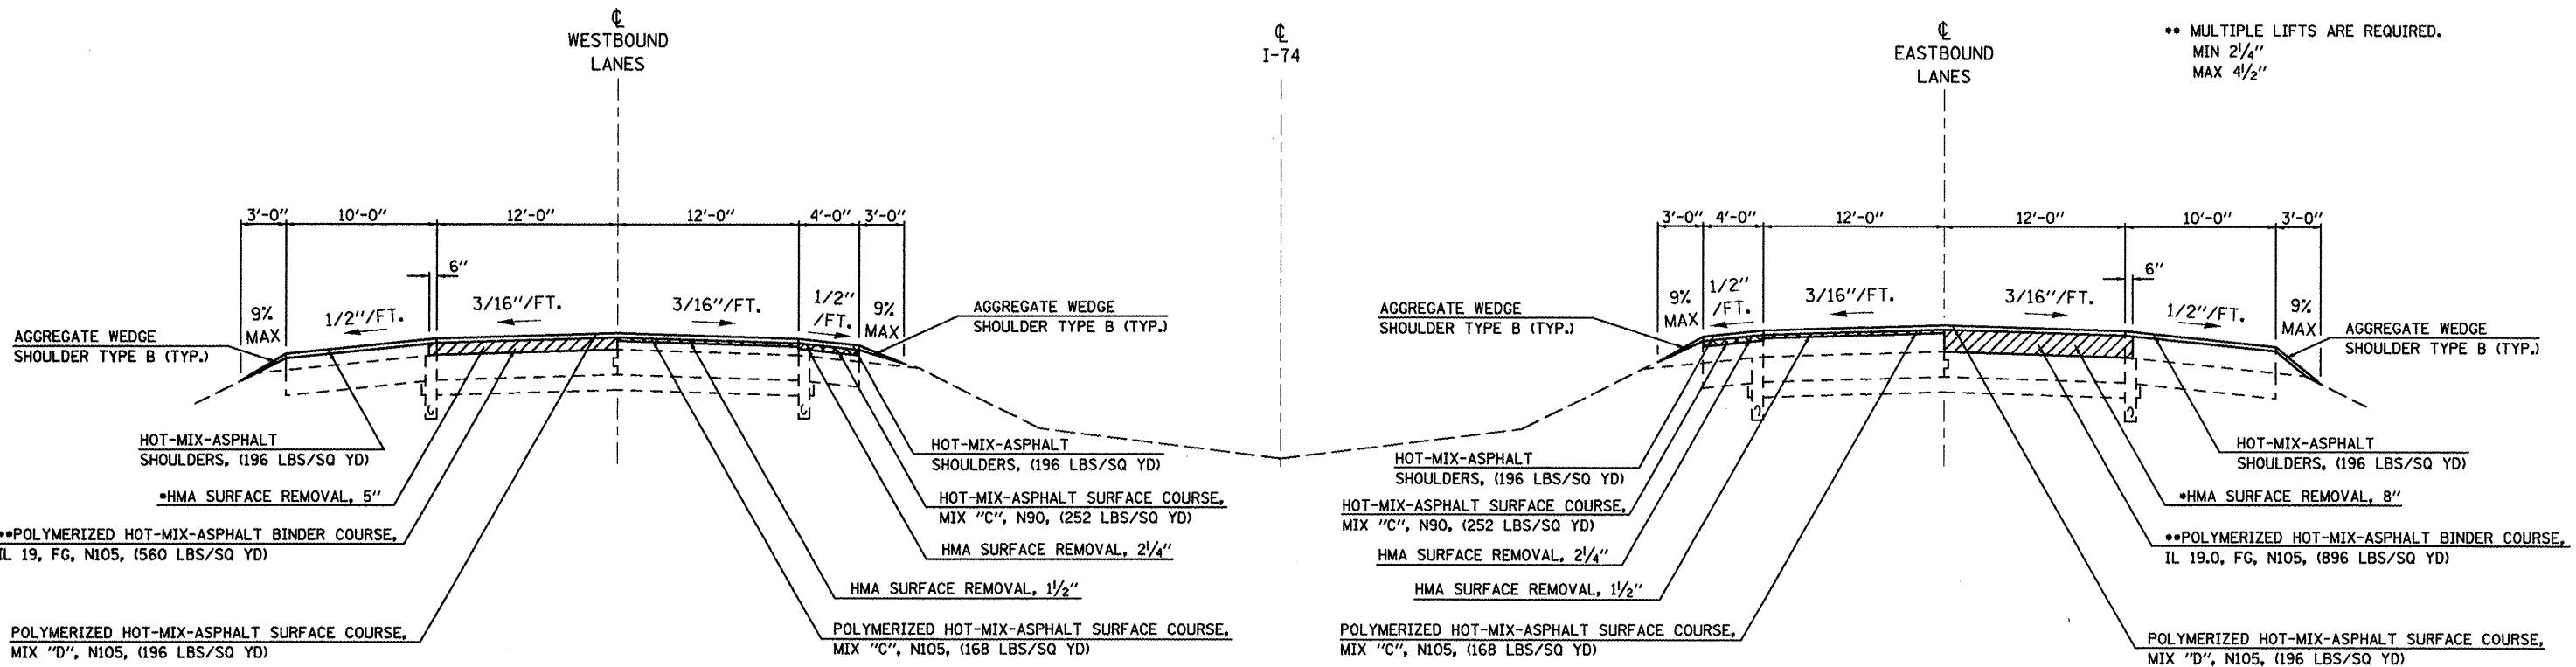 ℄
WESTBOUND
LANES
℄
I-74
℄
EASTBOUND
LANES
** MULTIPLE LIFTS ARE REQUIRED.
MIN 2 1/4"
MAX 4 1/2"
3'-0" 10'-0" 12'-0" 12'-0" 4'-0" 3'-0"
3'-0" 4'-0" 12'-0" 12'-0" 10'-0" 3'-0"
6"
6"
9%
MAX
1/2"/FT.
3/16"/FT.
3/16"/FT.
1/2"
/FT.
9%
MAX
9%
MAX
1/2"
/FT.
3/16"/FT.
3/16"/FT.
1/2"/FT.
9%
MAX
AGGREGATE WEDGE
SHOULDER TYPE B (TYP.)
AGGREGATE WEDGE
SHOULDER TYPE B (TYP.)
AGGREGATE WEDGE
SHOULDER TYPE B (TYP.)
AGGREGATE WEDGE
SHOULDER TYPE B (TYP.)
HOT-MIX-ASPHALT
SHOULDERS, (196 LBS/SQ YD)
*HMA SURFACE REMOVAL, 5"
**POLYMERIZED HOT-MIX-ASPHALT BINDER COURSE,
IL 19, FG, N105, (560 LBS/SQ YD)
POLYMERIZED HOT-MIX-ASPHALT SURFACE COURSE,
MIX "D", N105, (196 LBS/SQ YD)
HOT-MIX-ASPHALT
SHOULDERS, (196 LBS/SQ YD)
HOT-MIX-ASPHALT SURFACE COURSE,
MIX "C", N90, (252 LBS/SQ YD)
HMA SURFACE REMOVAL, 2 1/4"
HMA SURFACE REMOVAL, 1 1/2"
POLYMERIZED HOT-MIX-ASPHALT SURFACE COURSE,
MIX "C", N105, (168 LBS/SQ YD)
HOT-MIX-ASPHALT
SHOULDERS, (196 LBS/SQ YD)
HOT-MIX-ASPHALT SURFACE COURSE,
MIX "C", N90, (252 LBS/SQ YD)
HMA SURFACE REMOVAL, 2 1/4"
HMA SURFACE REMOVAL, 1 1/2"
POLYMERIZED HOT-MIX-ASPHALT SURFACE COURSE,
MIX "C", N105, (168 LBS/SQ YD)
HOT-MIX-ASPHALT
SHOULDERS, (196 LBS/SQ YD)
*HMA SURFACE REMOVAL, 8"
**POLYMERIZED HOT-MIX-ASPHALT BINDER COURSE,
IL 19.0, FG, N105, (896 LBS/SQ YD)
POLYMERIZED HOT-MIX-ASPHALT SURFACE COURSE,
MIX "D", N105, (196 LBS/SQ YD)